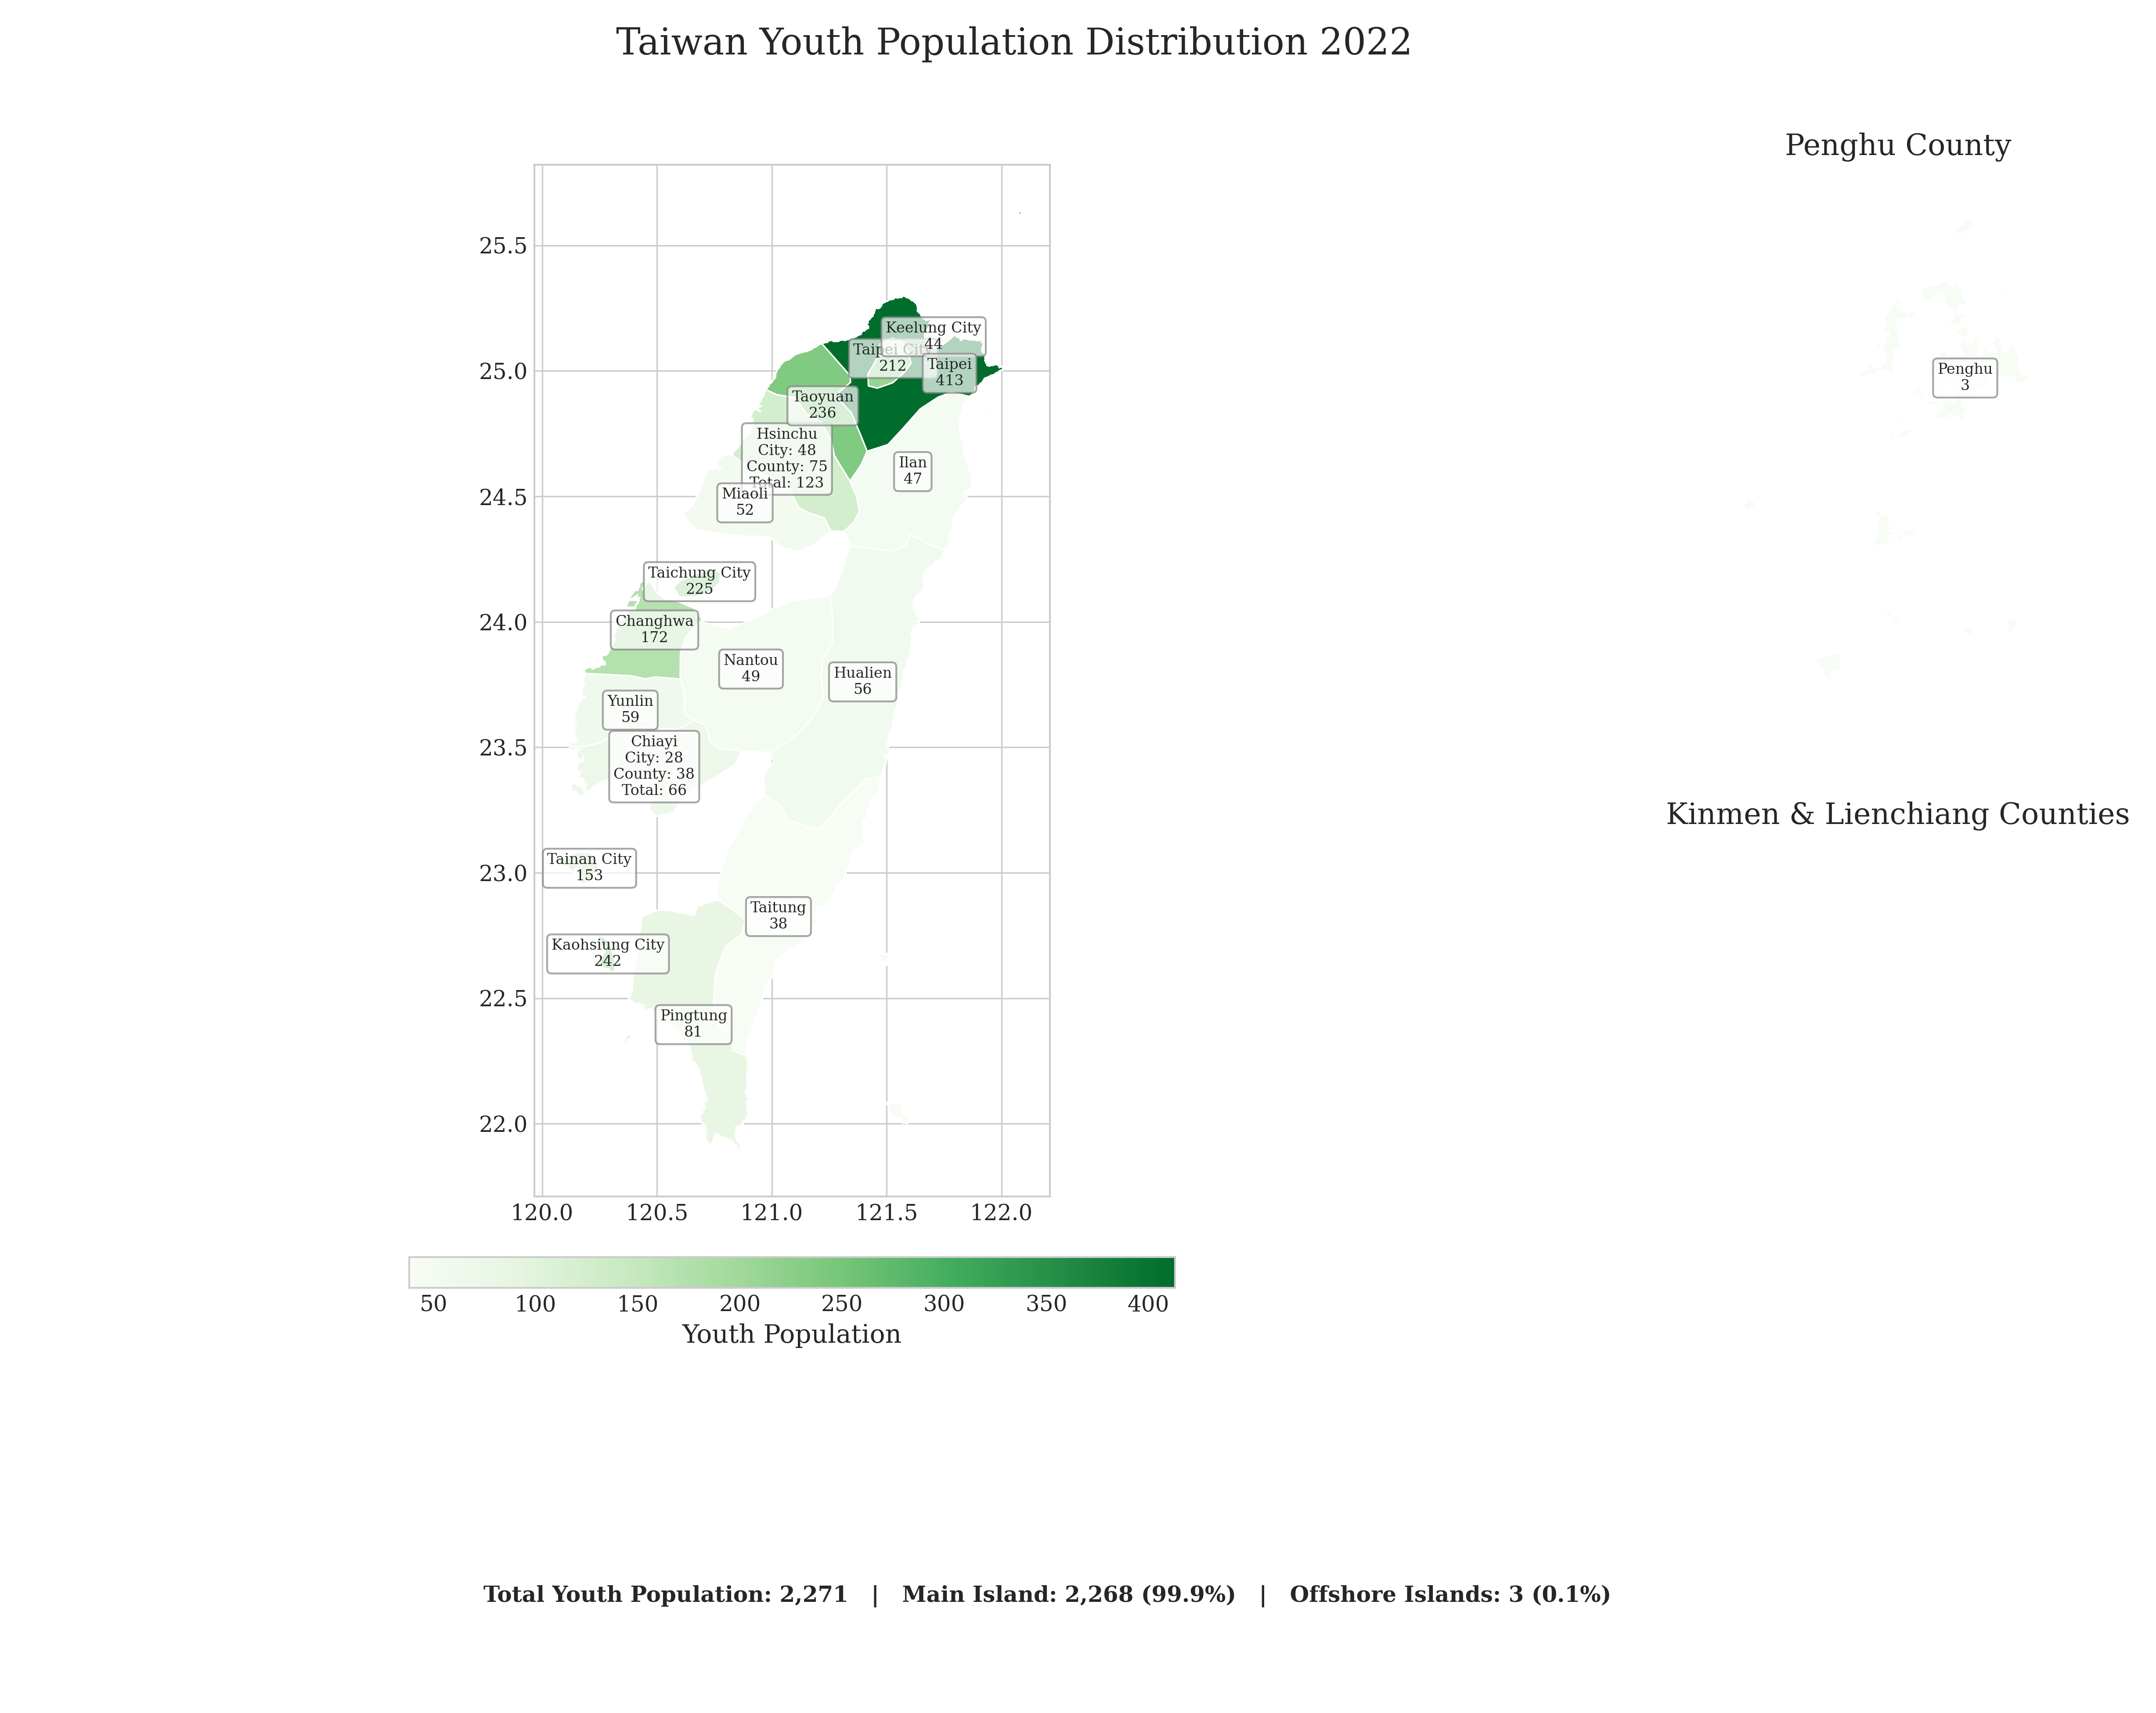 Taiwan Youth Population Distribution 2022
Penghu County
25.5
25.0
24.5
24.0
23.5
23.0
22.5
22.0
Keelung City
44
Taipei City
212
Taipei
413
Taoyuan
236
Hsinchu
City: 48
County: 75
Total: 123
Ilan
47
Miaoli
52
Taichung City
225
Changhwa
172
Nantou
49
Hualien
56
Yunlin
59
Chiayi
City: 28
County: 38
Total: 66
Tainan City
153
Taitung
38
Kaohsiung City
242
Pingtung
81
120.0 120.5 121.0 121.5 122.0
50 100 150 200 250 300 350 400
Youth Population
Penghu
3
Kinmen & Lienchiang Counties
Total Youth Population: 2,271 | Main Island: 2,268 (99.9%) | Offshore Islands: 3 (0.1%)